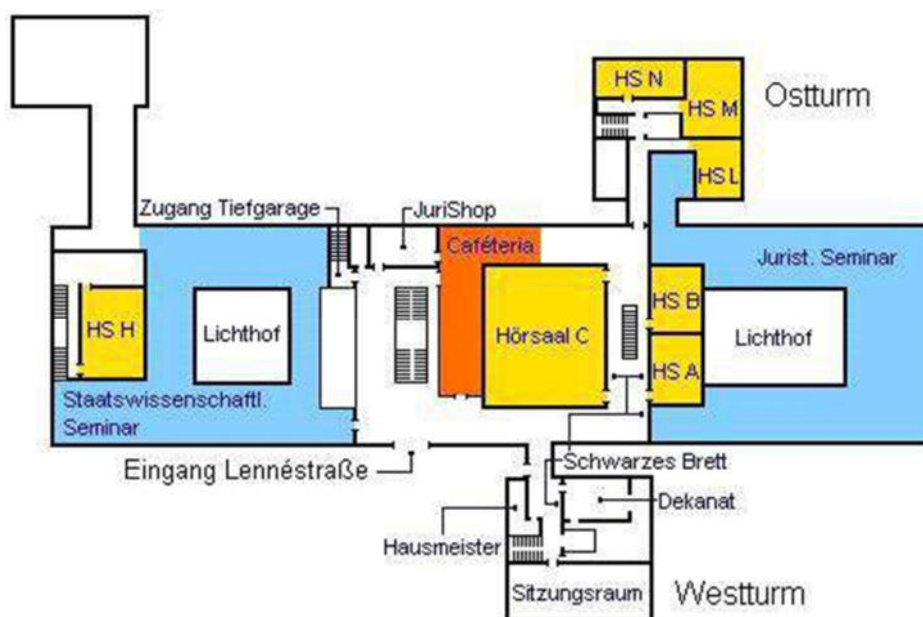 HS N
HS M
Ostturm
HS L
Zugang Tiefgarage
JuriShop
Caféteria
Jurist. Seminar
HS B
HS H
Lichthof
Hörsaal C
Lichthof
HS A
Staatswissenschaftl.
Seminar
Eingang Lennéstraße
Schwarzes Brett
Dekanat
Hausmeister
Sitzungsraum
Westturm